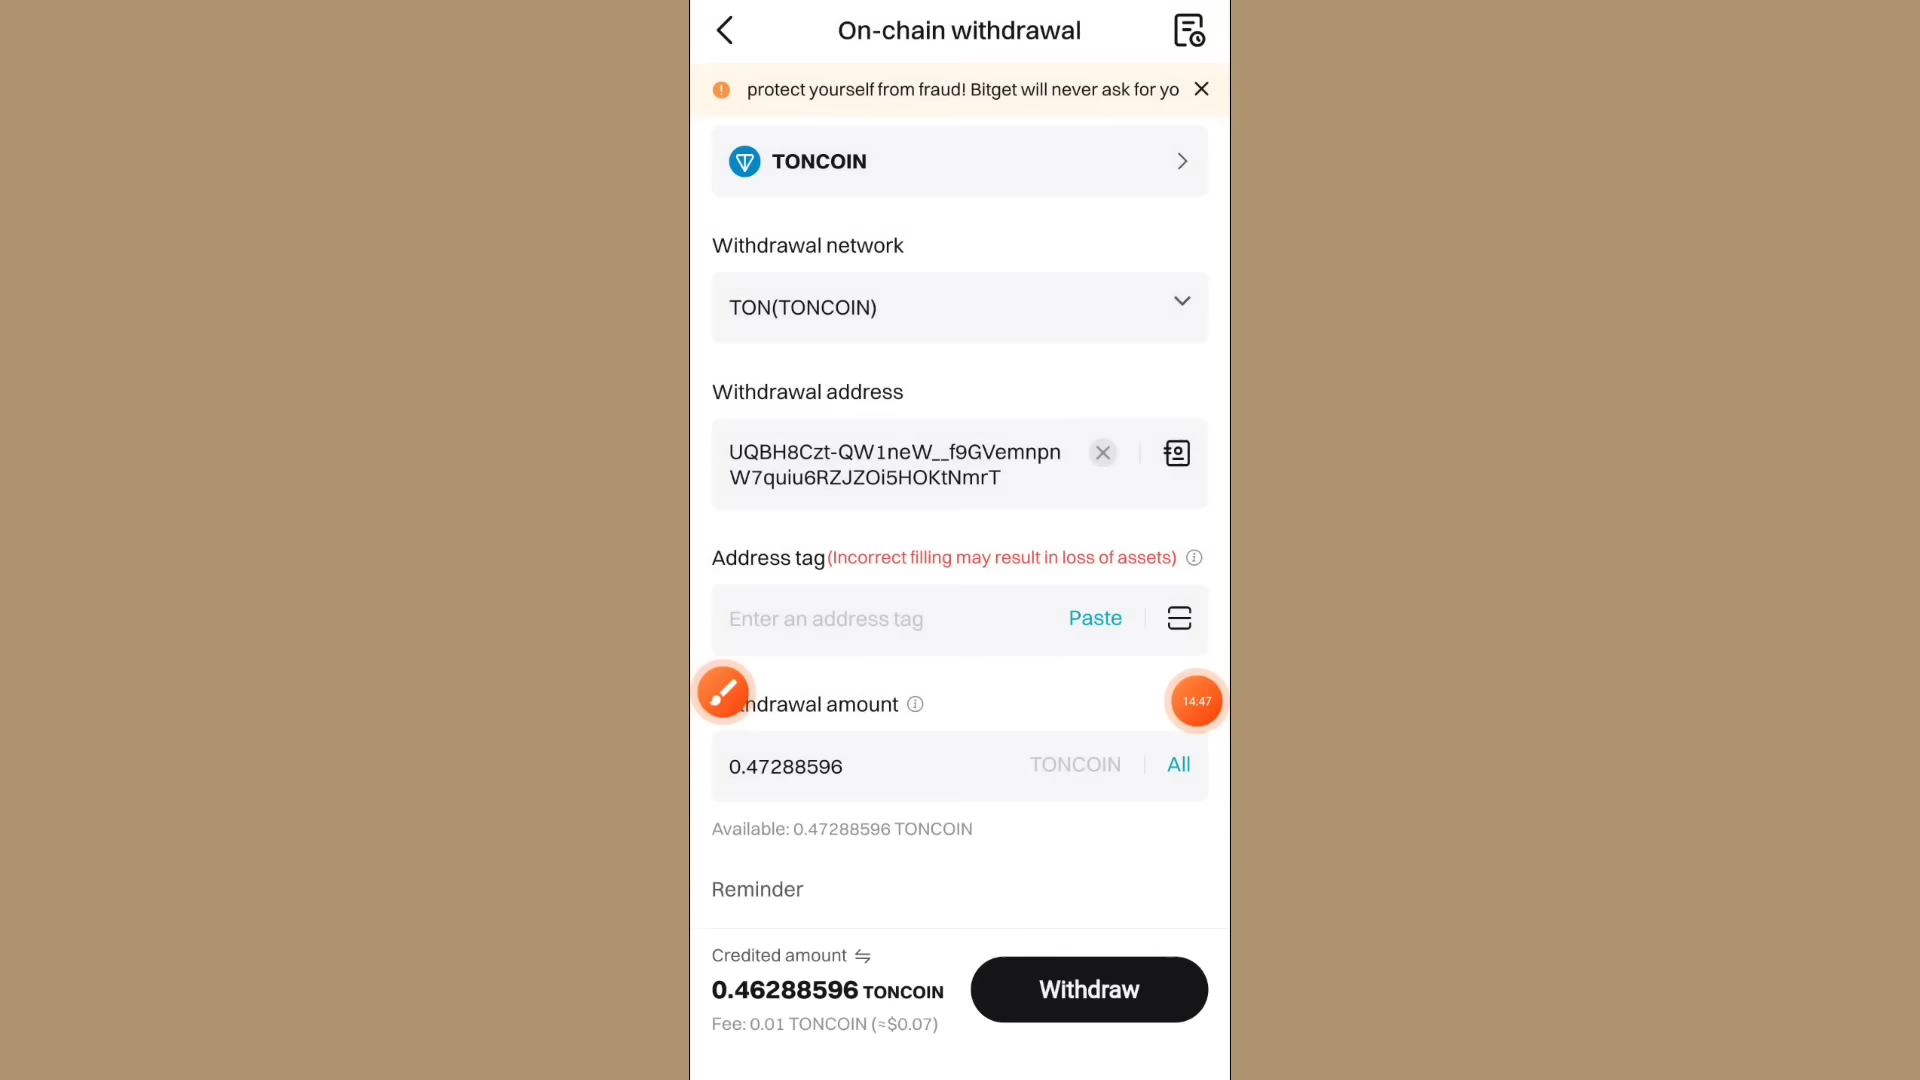 On-chain withdrawal
protect yourself from fraud! Bitget will never ask for yo
TONCOIN
Withdrawal network
TON(TONCOIN)
Withdrawal address
UQBH8Czt-QW1neW__f9GVemnpn
W7quiu6RZJZOi5HOKtNmrT
Address tag(Incorrect filling may result in loss of assets)
Enter an address tag Paste
hdrawal amount
14:47
0.47288596 TONCOIN All
Available: 0.47288596 TONCOIN
Reminder
Credited amount
0.46288596 TONCOIN
Withdraw
Fee: 0.01 TONCOIN (≈$0.07)